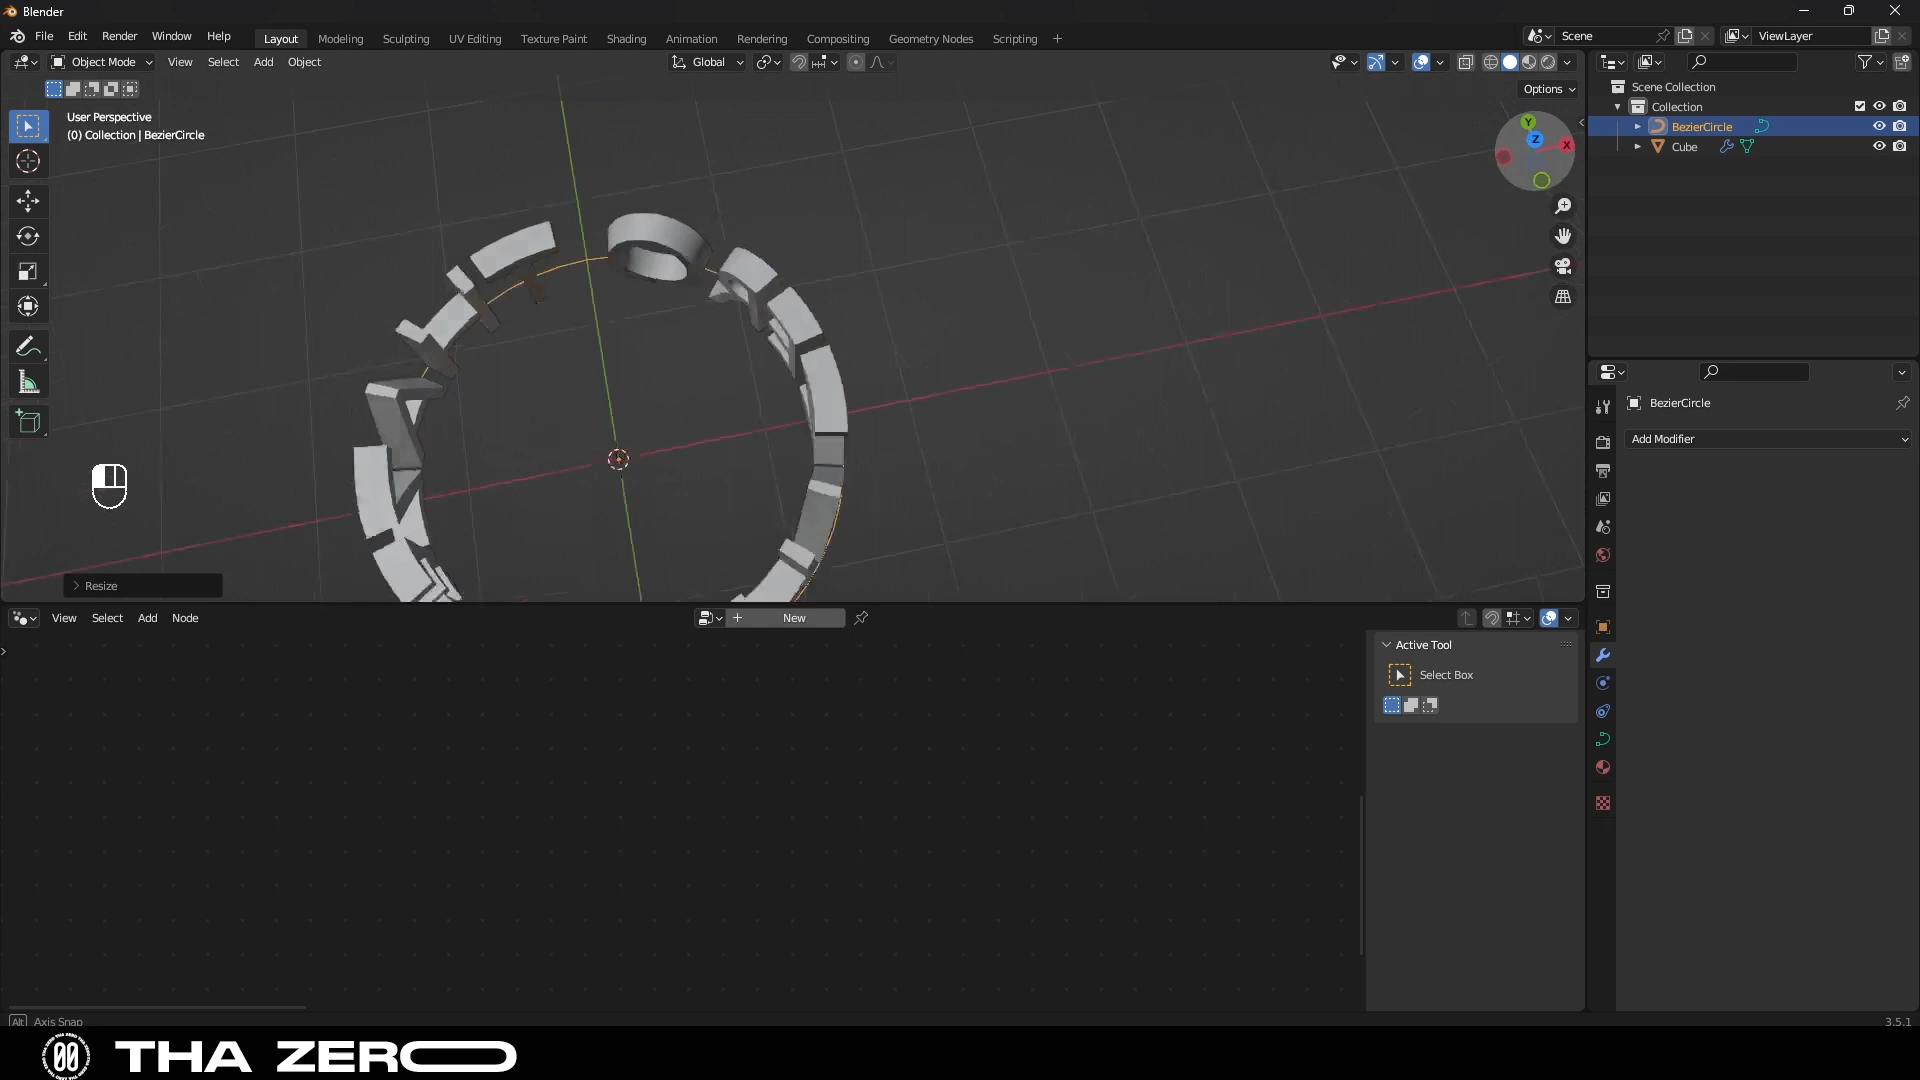 Blender
File Edit Render Window Help Layout Modeling Sculpting UV Editing Texture Paint Shading Animation Rendering Compositing Geometry Nodes Scripting + Scene ViewLayer
Object Mode View Select Add Object Global
Options
User Perspective
(0) Collection | BezierCircle
Y
Z
X
Scene Collection
Collection
BezierCircle
Cube
BezierCircle
Add Modifier
Resize
View Select Add Node + New
Active Tool
Select Box
Alt Axis Snap
3.5.1
00 THA ZERO